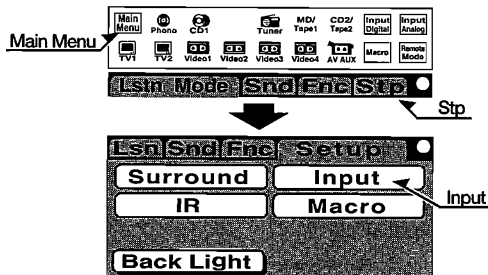 Main Menu
Main Menu Phono CD1 Tuner MD/Tape1 CD2/Tape2 Input Digital Input Analog
TV1 TV2 Video1 Video2 Video3 Video4 AV AUX Macro Remote Mode
Lstn Mode Snd Fnc Stp
Stp
Lsn Snd Fnc Setup
Surround Input
Input
IR Macro
Back Light